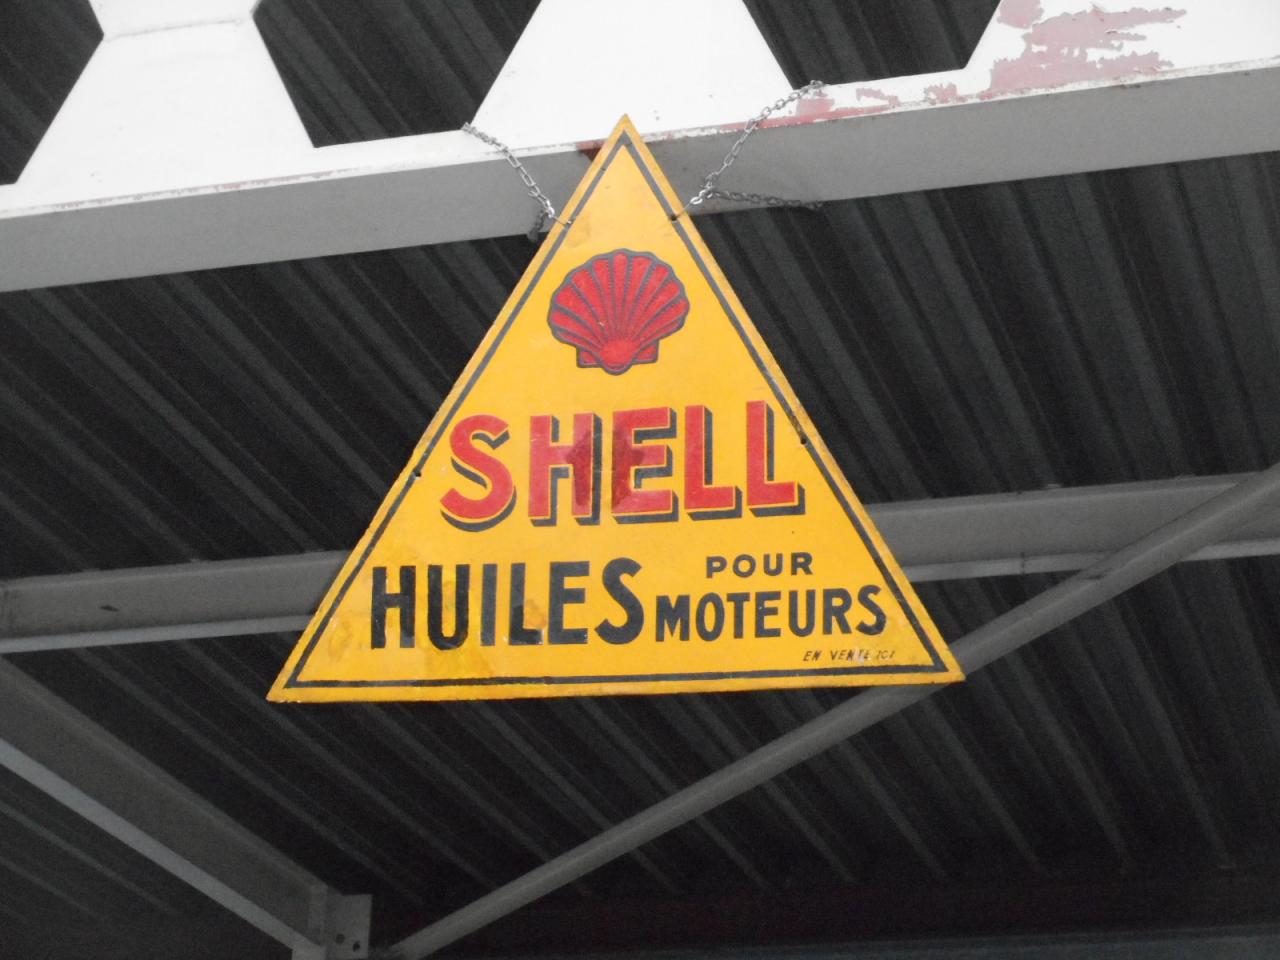 SHELL
HUILES POUR MOTEURS
EN VENTE ICI